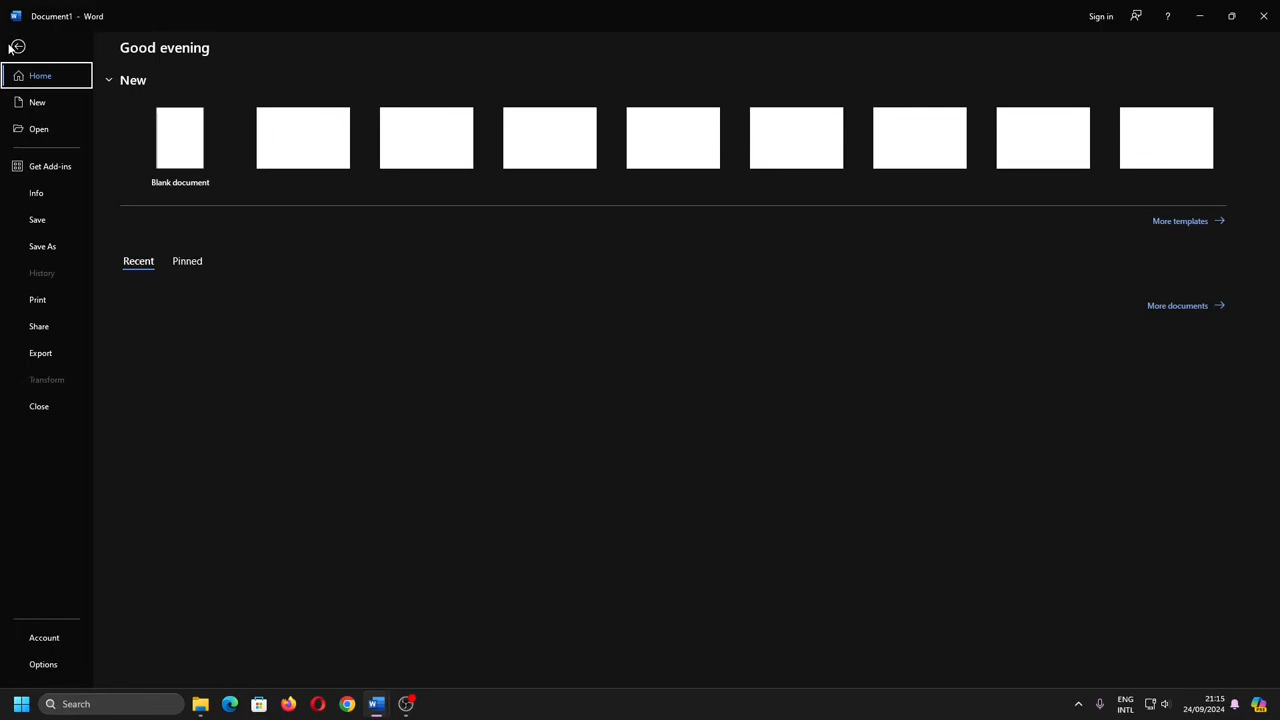 Document1 - Word
Sign in
?
Good evening
Home
New
New
Open
Get Add-ins
Info
Save
Save As
History
Print
Share
Export
Transform
Close
Account
Options
Blank document
More templates
Recent Pinned
More documents
Search
ENG
INTL
21:15
24/09/2024